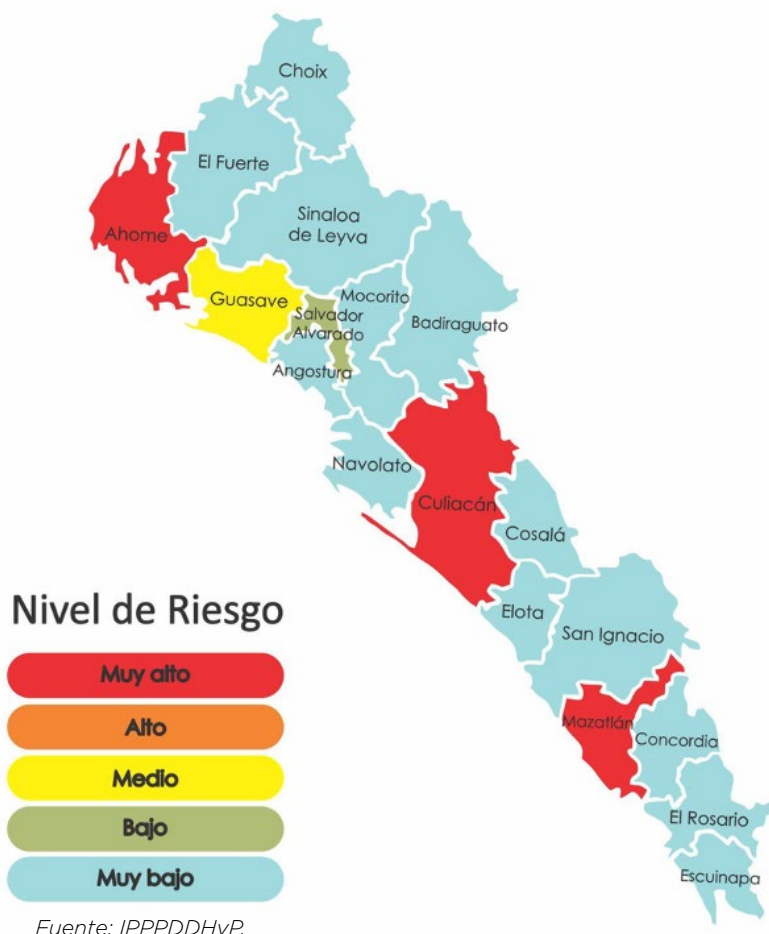 Choix
El Fuerte
Ahome
Sinaloa
de Leyva
Guasave
Mocorito
Salvador
Alvarado
Badiraguato
Angostura
Navolato
Culiacán
Cosalá
Elota
San Ignacio
Mazatlán
Concordia
El Rosario
Escuinapa
Nivel de Riesgo
Muy alto
Alto
Medio
Bajo
Muy bajo
Fuente: IPPPDDHyP.